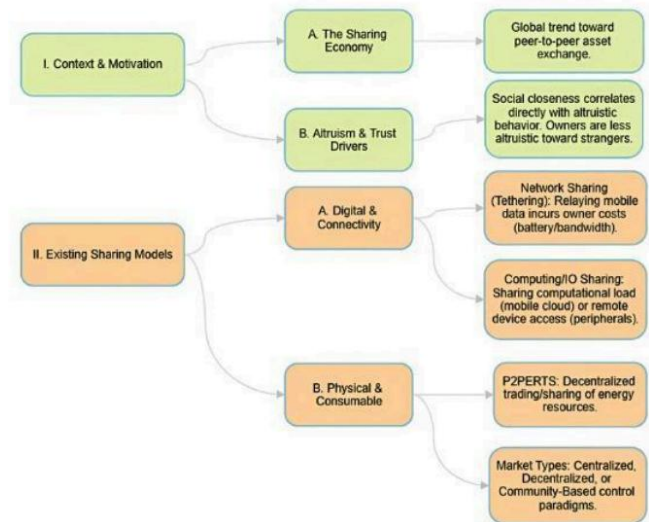 I. Context & Motivation
A. The Sharing
Economy
Global trend toward
peer-to-peer asset
exchange.
B. Altruism & Trust
Drivers
Social closeness correlates
directly with altruistic
behavior. Owners are less
altruistic toward strangers.
II. Existing Sharing Models
A. Digital &
Connectivity
Network Sharing
(Tethering): Relaying mobile
data incurs owner costs
(battery/bandwidth).
Computing/IO Sharing:
Sharing computational load
(mobile cloud) or remote
device access (peripherals).
B. Physical &
Consumable
P2PERTS: Decentralized
trading/sharing of energy
resources.
Market Types: Centralized,
Decentralized, or
Community-Based control
paradigms.